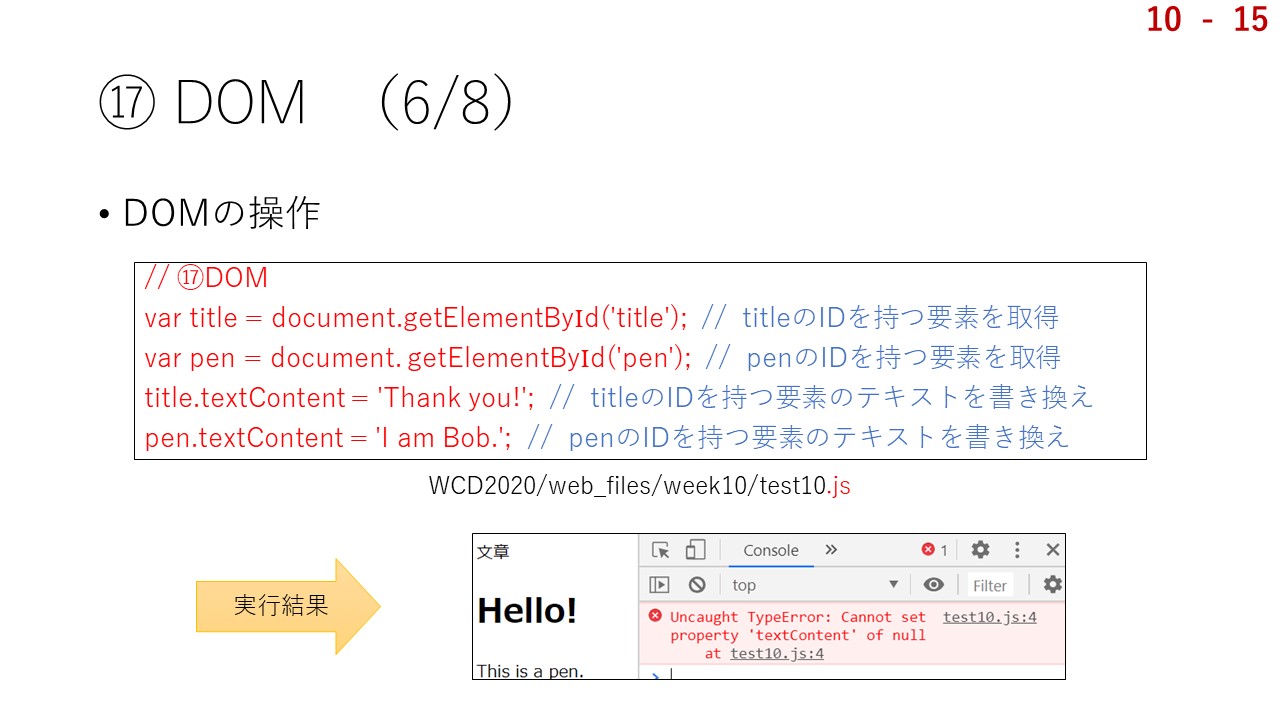 10 - 15
⑰ DOM （6/8）
• DOMの操作
// ⑰DOM
var title = document.getElementById('title'); // titleのIDを持つ要素を取得
var pen = document. getElementById('pen'); // penのIDを持つ要素を取得
title.textContent = 'Thank you!'; // titleのIDを持つ要素のテキストを書き換え
pen.textContent = 'I am Bob.'; // penのIDを持つ要素のテキストを書き換え
WCD2020/web_files/week10/test10.js
実行結果
文章
Hello!
This is a pen.
Console » 1
top Filter
Uncaught TypeError: Cannot set test10.js:4
property 'textContent' of null
at test10.js:4